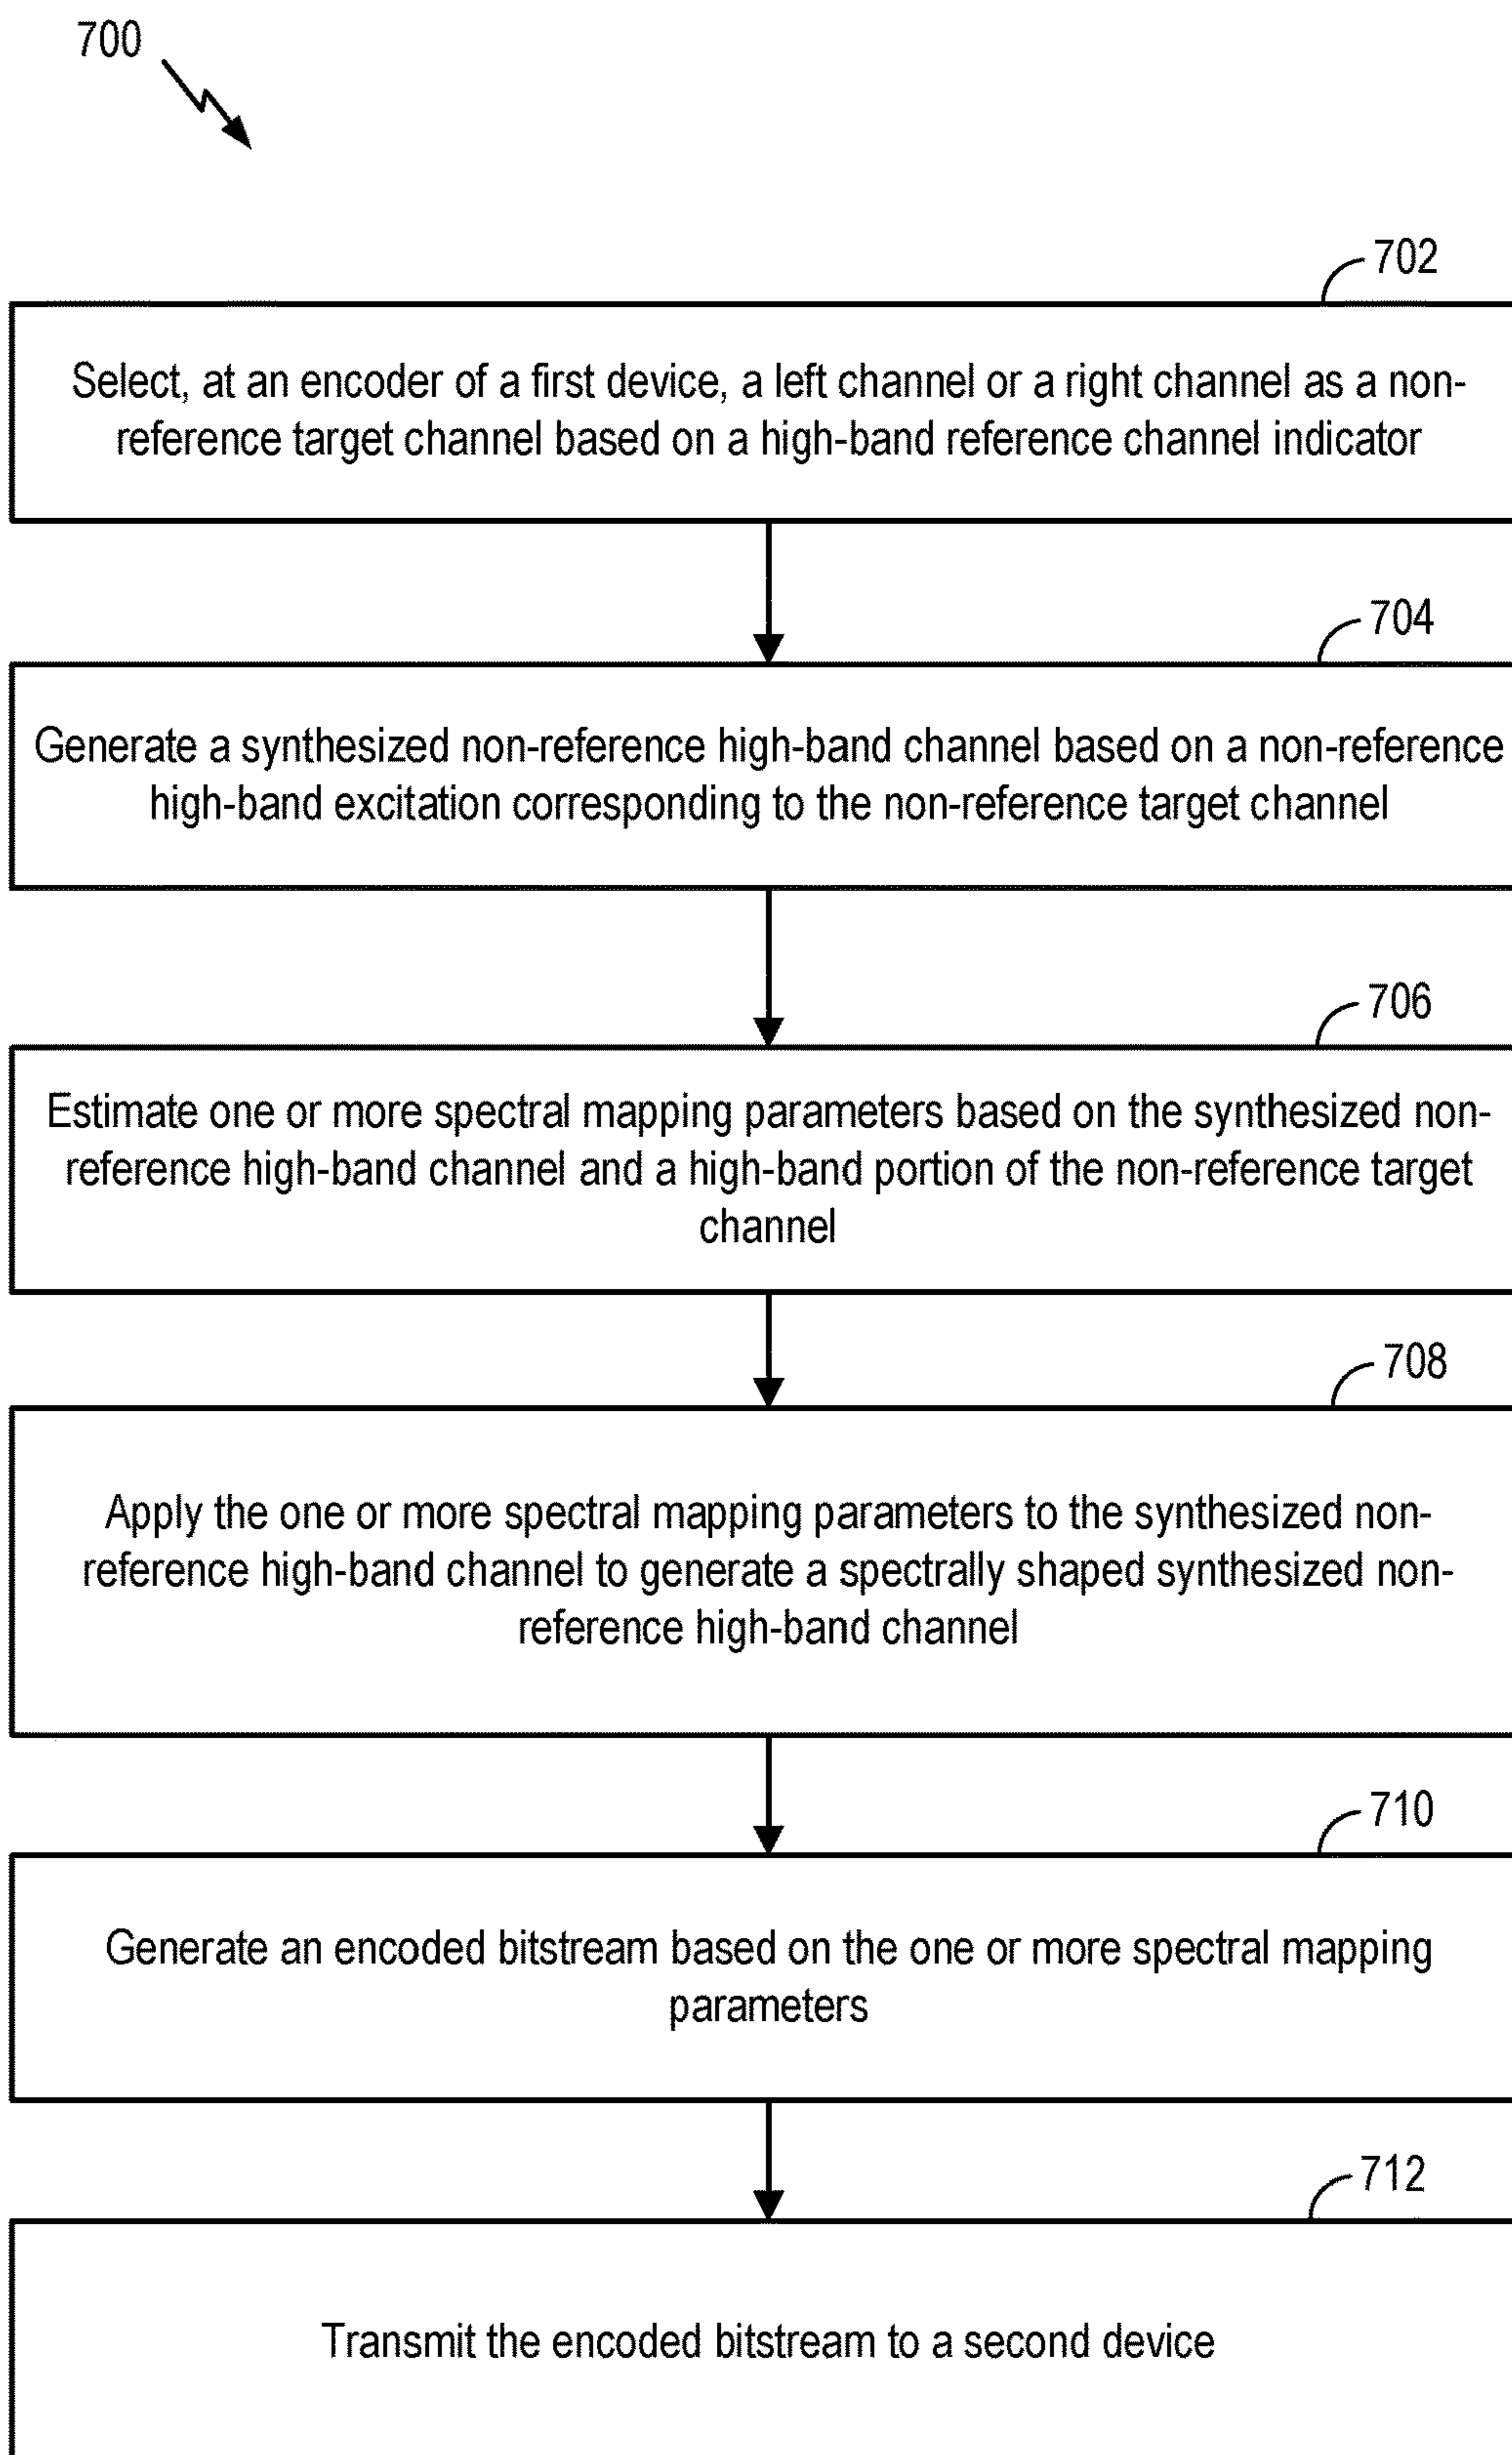 700
702
Select, at an encoder of a first device, a left channel or a right channel as a non-
reference target channel based on a high-band reference channel indicator
704
Generate a synthesized non-reference high-band channel based on a non-reference
high-band excitation corresponding to the non-reference target channel
706
Estimate one or more spectral mapping parameters based on the synthesized non-
reference high-band channel and a high-band portion of the non-reference target
channel
708
Apply the one or more spectral mapping parameters to the synthesized non-
reference high-band channel to generate a spectrally shaped synthesized non-
reference high-band channel
710
Generate an encoded bitstream based on the one or more spectral mapping
parameters
712
Transmit the encoded bitstream to a second device